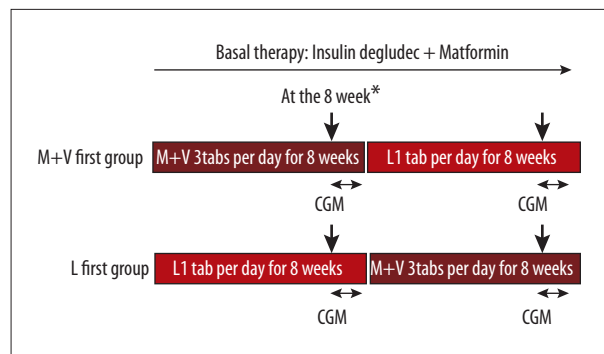 Basal therapy: Insulin degludec + Matformin
At the 8 week*
M+V first group
M+V 3tabs per day for 8 weeks
L1 tab per day for 8 weeks
CGM
CGM
L first group
L1 tab per day for 8 weeks
M+V 3tabs per day for 8 weeks
CGM
CGM